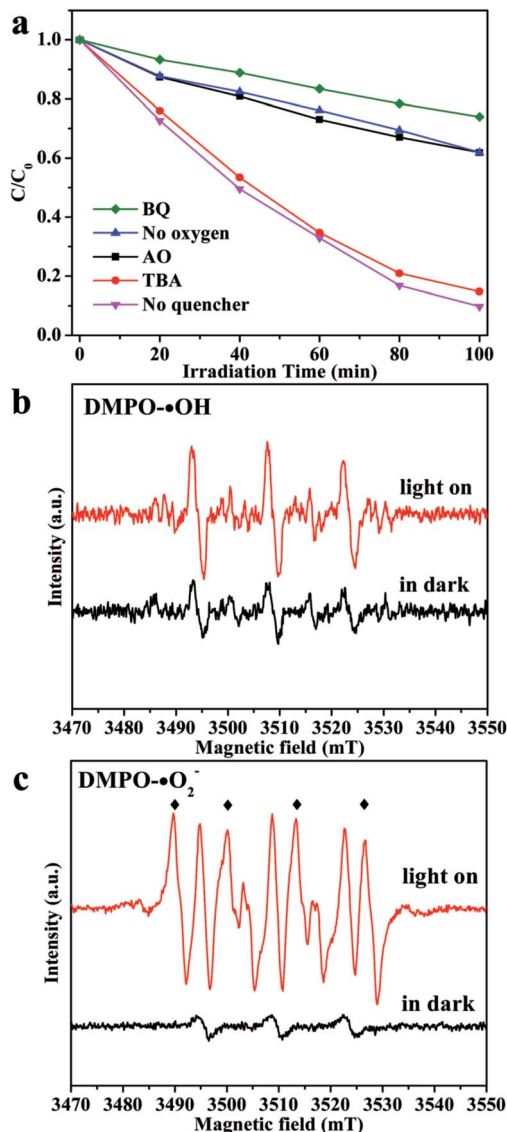 a
1.0
0.8
0.6
0.4
0.2
0.0
C/C₀
BQ
No oxygen
AO
TBA
No quencher
0 20 40 60 80 100
Irradiation Time (min)
b
DMPO-•OH
light on
in dark
Intensity (a.u.)
3470 3480 3490 3500 3510 3520 3530 3540 3550
Magnetic field (mT)
c
DMPO-•O₂⁻
light on
in dark
Intensity (a.u.)
3470 3480 3490 3500 3510 3520 3530 3540 3550
Magnetic field (mT)